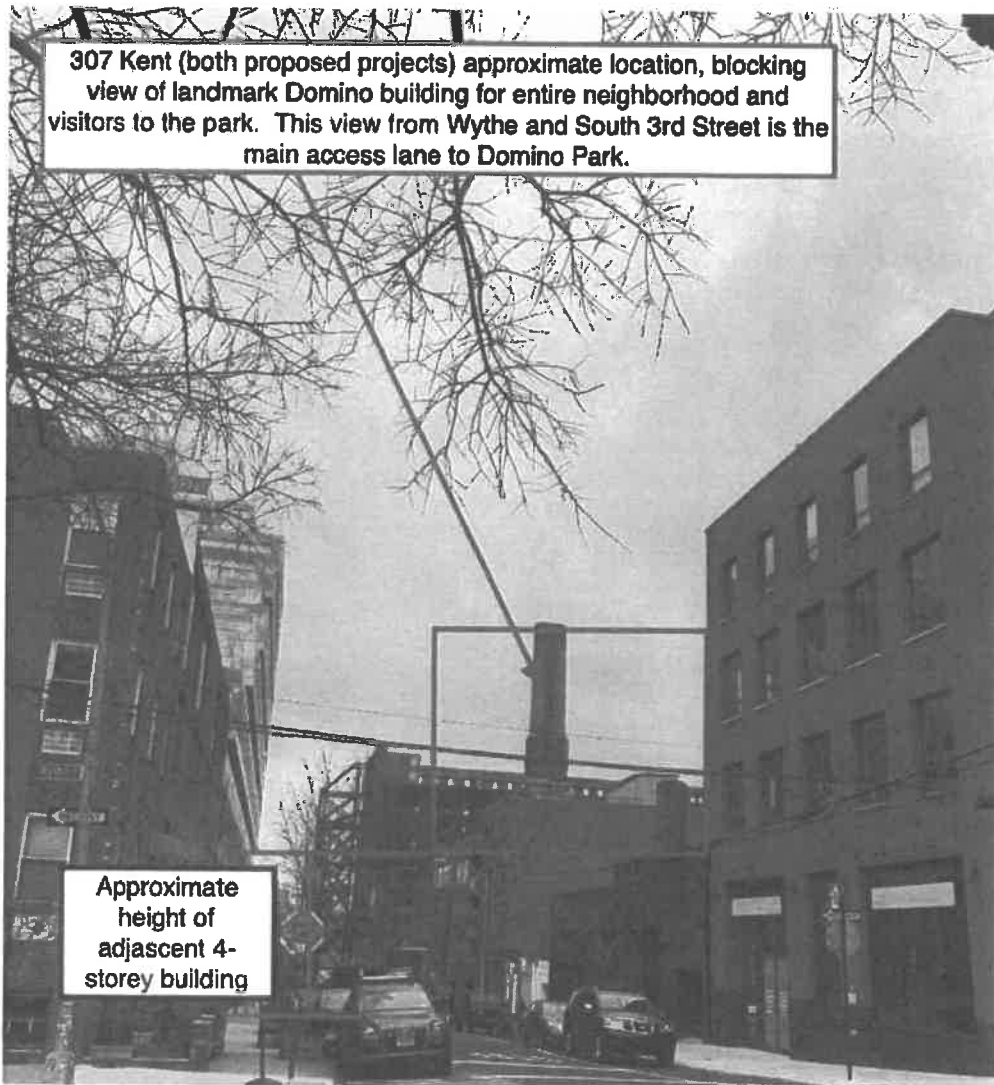 307 Kent (both proposed projects) approximate location, blocking
view of landmark Domino building for entire neighborhood and
visitors to the park. This view from Wythe and South 3rd Street is the
main access lane to Domino Park.
Approximate
height of
adjascent 4-
storey building